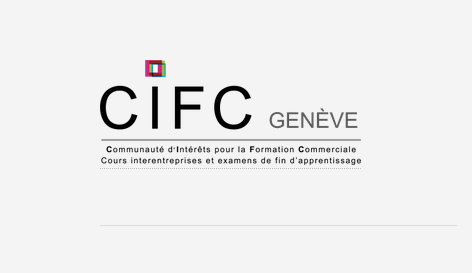 CIFC GENÈVE
Communauté d'Intérêts pour la Formation Commerciale
Cours interentreprises et examens de fin d'apprentissage